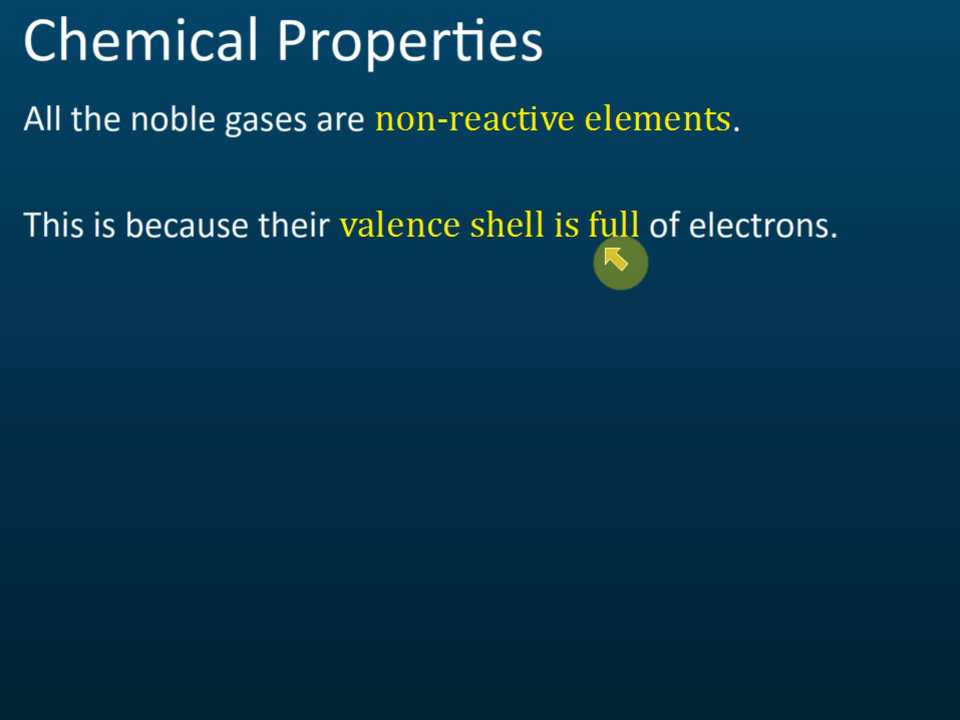 Chemical Properties
All the noble gases are non-reactive elements.
This is because their valence shell is full of electrons.